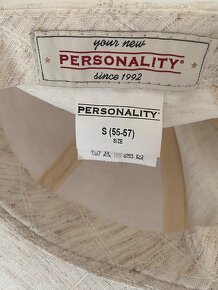 your new
PERSONALITY®
since 1992
PERSONALITY®
S (55-57)
SIZE